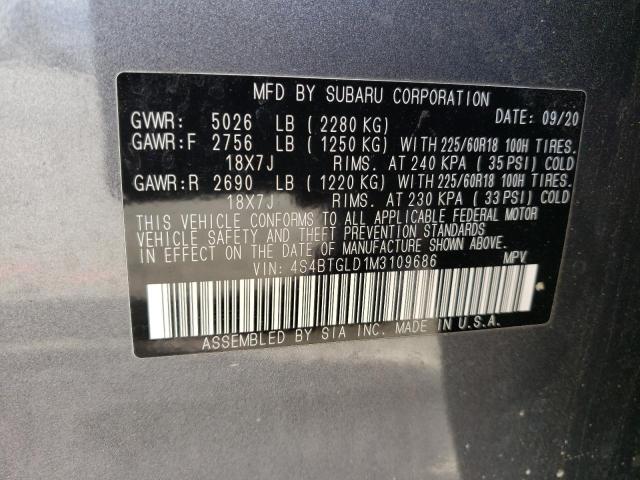 MFD BY SUBARU CORPORATION DATE: 09/20
GVWR: 5026 LB (2280 KG)
GAWR:F 2756 LB (1250 KG) WITH 225/60R18 100H TIRES.
18X7J RIMS. AT 240 KPA (35 PSI) COLD
GAWR:R 2690 LB (1220 KG) WITH 225/60R18 100H TIRES.
18X7J RIMS. AT 230 KPA (33 PSI) COLD
THIS VEHICLE CONFORMS TO ALL APPLICABLE FEDERAL MOTOR
VEHICLE SAFETY AND THEFT PREVENTION STANDARDS
IN EFFECT ON THE DATE OF MANUFACTURE SHOWN ABOVE.
VIN: 4S4BTGLD1M3109686 MPV
ASSEMBLED BY SIA INC. MADE IN U.S.A.